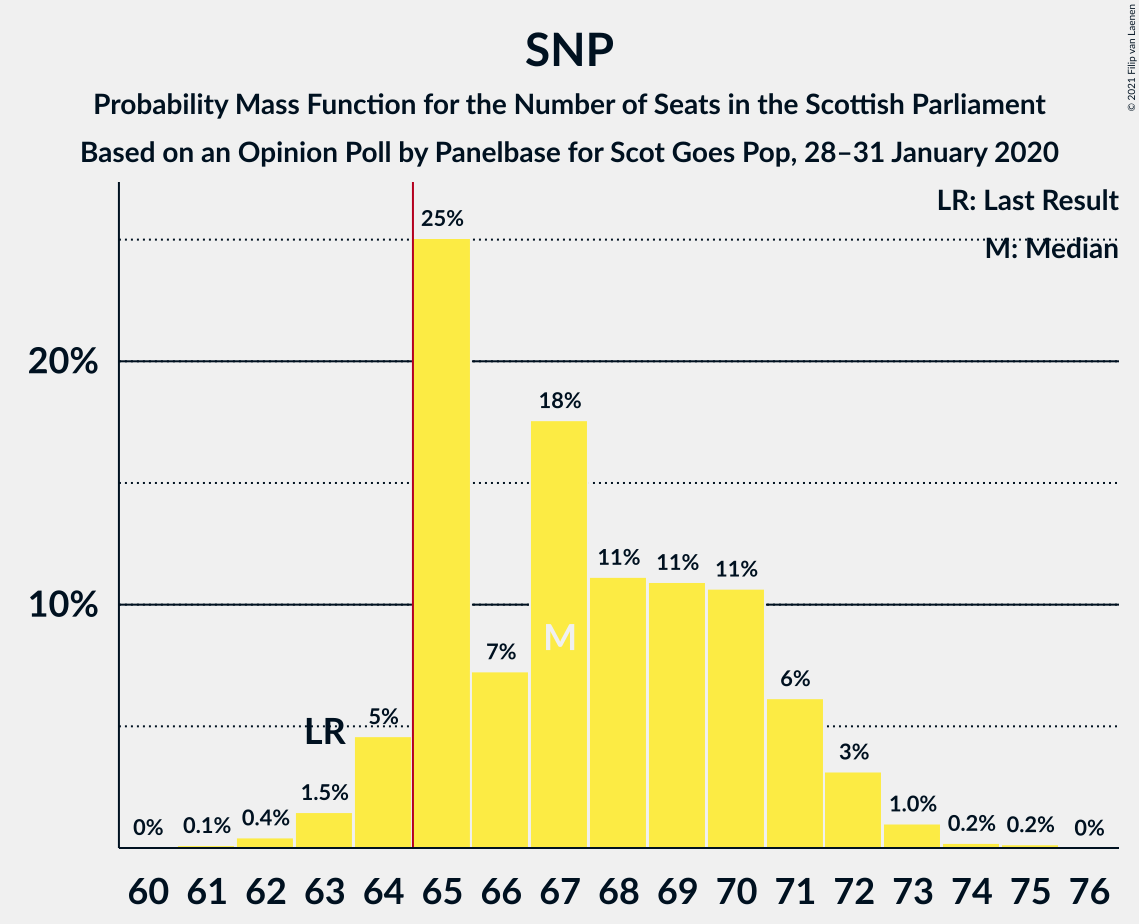 SNP
Probability Mass Function for the Number of Seats in the Scottish Parliament
Based on an Opinion Poll by Panelbase for Scot Goes Pop, 28–31 January 2020
© 2021 Filip van Laenen
LR: Last Result
M: Median
20%
10%
0%
0.1%
0.4%
1.5%
LR
5%
25%
7%
18%
M
11%
11%
11%
6%
3%
1.0%
0.2%
0.2%
0%
60 61 62 63 64 65 66 67 68 69 70 71 72 73 74 75 76